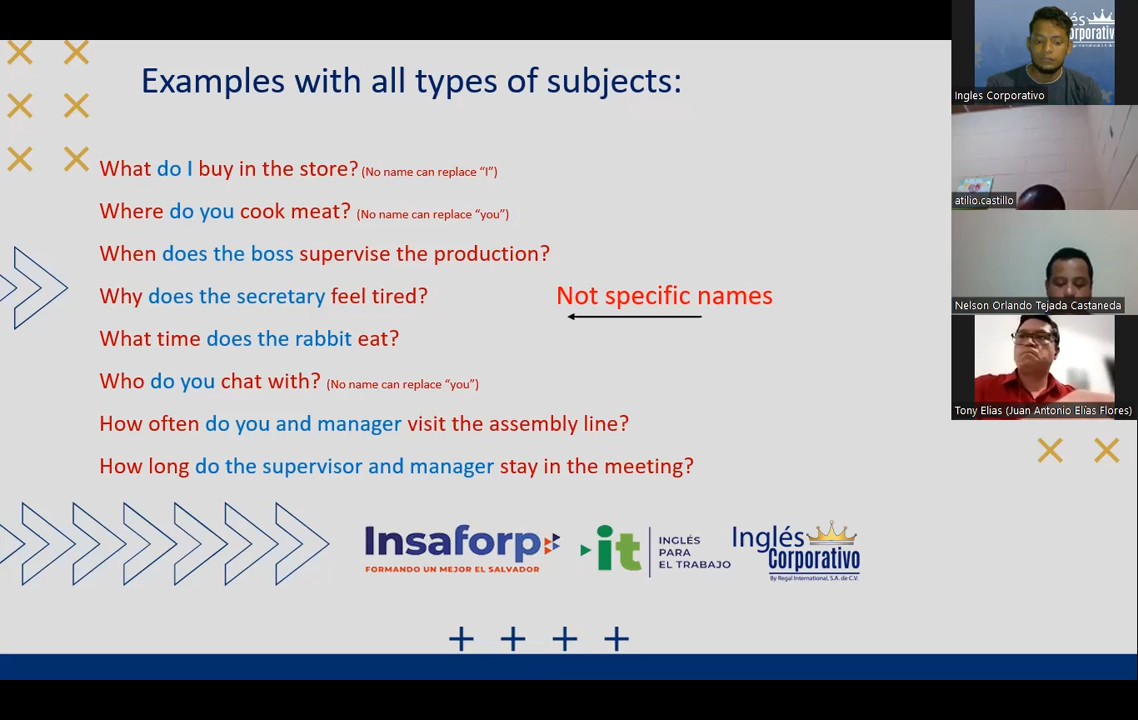 Examples with all types of subjects:
What do I buy in the store? (No name can replace “I”)
Where do you cook meat? (No name can replace “you”)
When does the boss supervise the production?
Why does the secretary feel tired?
Not specific names
What time does the rabbit eat?
Who do you chat with? (No name can replace “you”)
How often do you and manager visit the assembly line?
How long do the supervisor and manager stay in the meeting?
Insaforp
FORMANDO UN MEJOR EL SALVADOR
it
INGLÉS
PARA
EL TRABAJO
Inglés
Corporativo
By Regal International, S.A. de C.V.
Ingles Corporativo
atilio.castillo
Nelson Orlando Tejada Castaneda
Tony Elias (Juan Antonio Elías Flores)